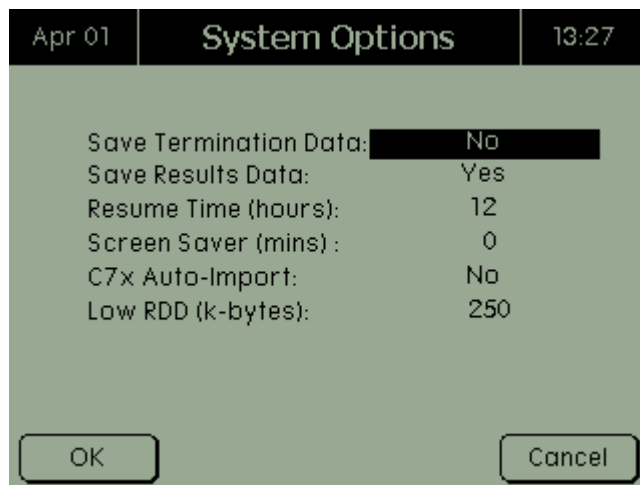 Apr 01 System Options 13:27
Save Termination Data: No
Save Results Data: Yes
Resume Time (hours): 12
Screen Saver (mins) : 0
C7x Auto-Import: No
Low RDD (k-bytes): 250
OK Cancel